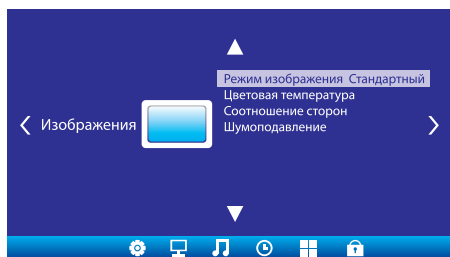 Режим изображения Стандартный
Цветовая температура
Соотношение сторон
Изображения
Шумоподавление